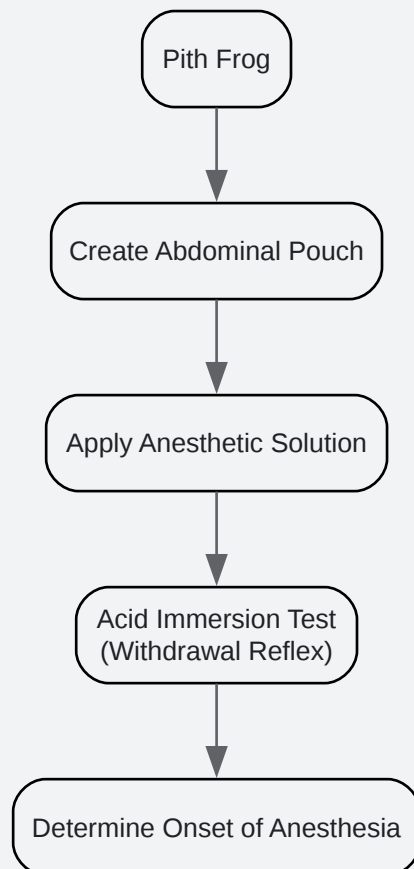 Pith Frog
Create Abdominal Pouch
Apply Anesthetic Solution
Acid Immersion Test
(Withdrawal Reflex)
Determine Onset of Anesthesia